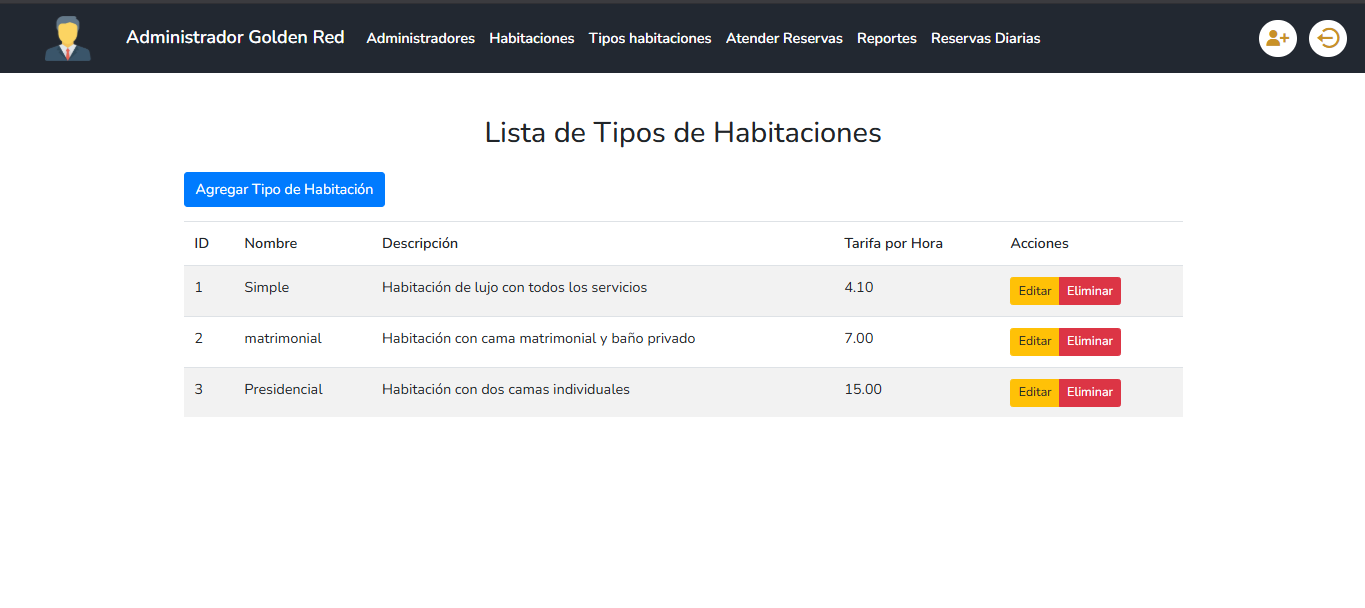 Administrador Golden Red Administradores Habitaciones Tipos habitaciones Atender Reservas Reportes Reservas Diarias
Lista de Tipos de Habitaciones
Agregar Tipo de Habitación
ID Nombre Descripción Tarifa por Hora Acciones
1 Simple Habitación de lujo con todos los servicios 4.10 Editar Eliminar
2 matrimonial Habitación con cama matrimonial y baño privado 7.00 Editar Eliminar
3 Presidencial Habitación con dos camas individuales 15.00 Editar Eliminar